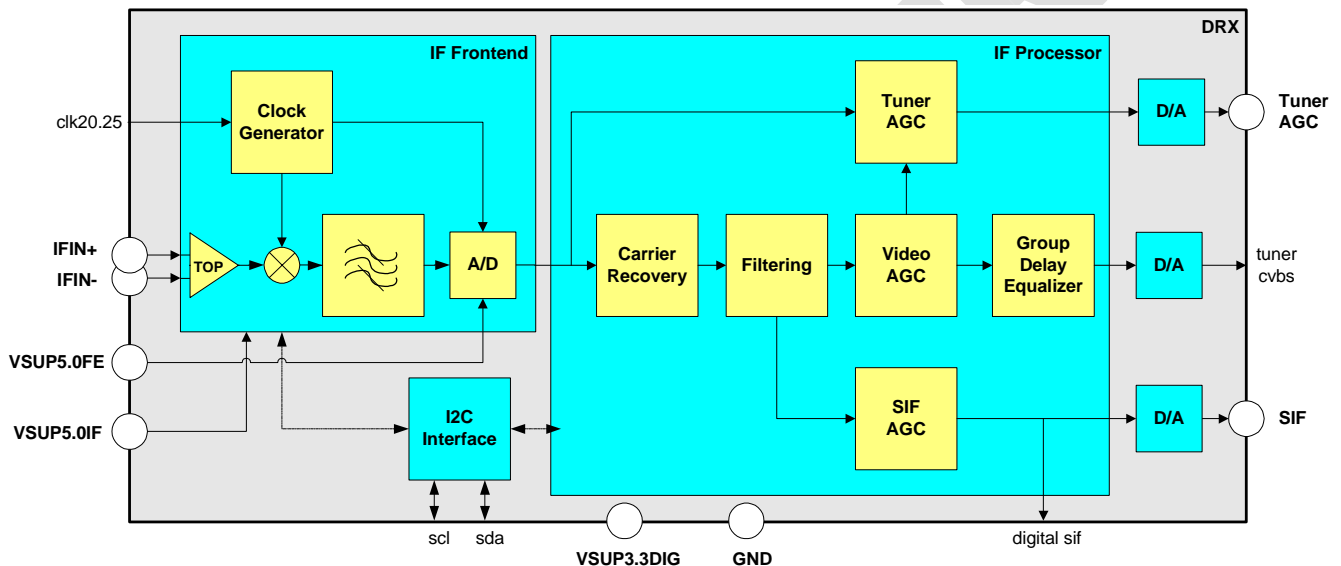 DRX
IF Frontend
IF Processor
Clock
Generator
Tuner
AGC
D/A
Tuner
AGC
clk20.25
IFIN+
IFIN-
TOP
A/D
Carrier
Recovery
Filtering
Video
AGC
Group
Delay
Equalizer
D/A
tuner
cvbs
VSUP5.0FE
VSUP5.0IF
I2C
Interface
SIF
AGC
D/A
SIF
scl
sda
VSUP3.3DIG
GND
digital sif